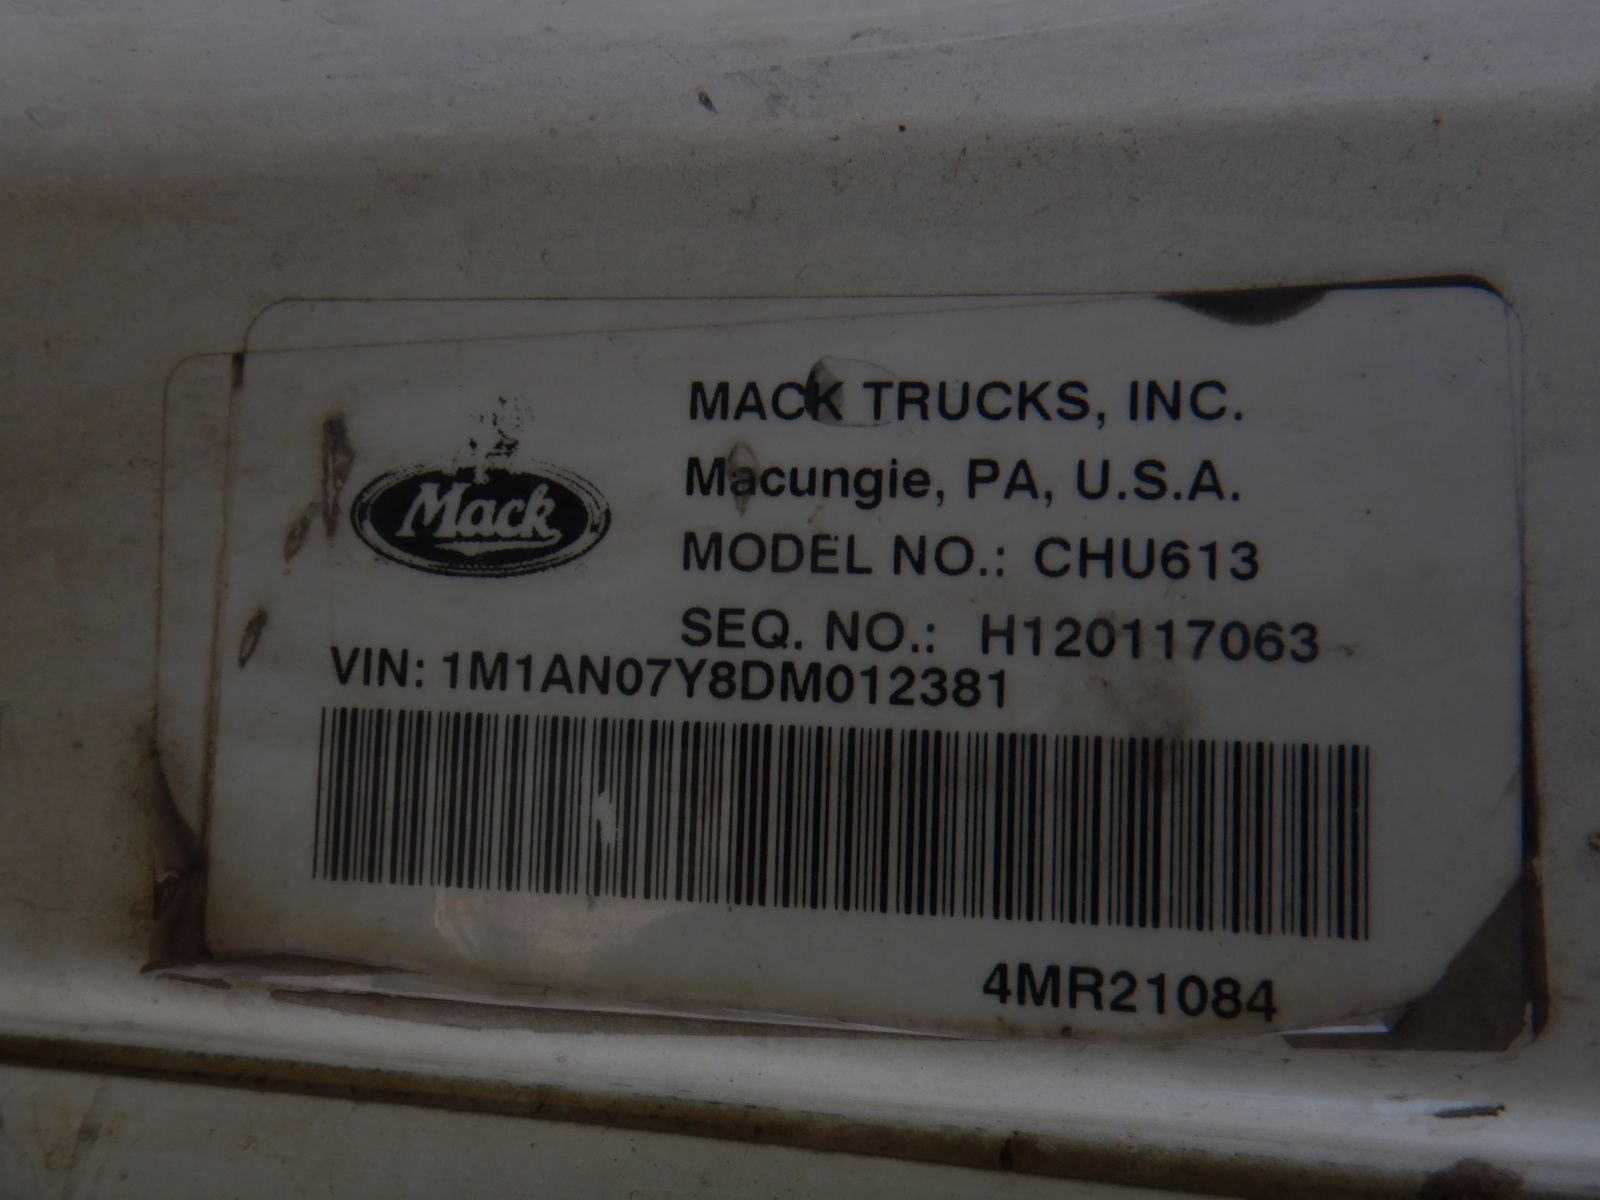 Mack
MACK TRUCKS, INC.
Macungie, PA, U.S.A.
MODEL NO.: CHU613
SEQ. NO.: H120117063
VIN: 1M1AN07Y8DM012381
4MR21084